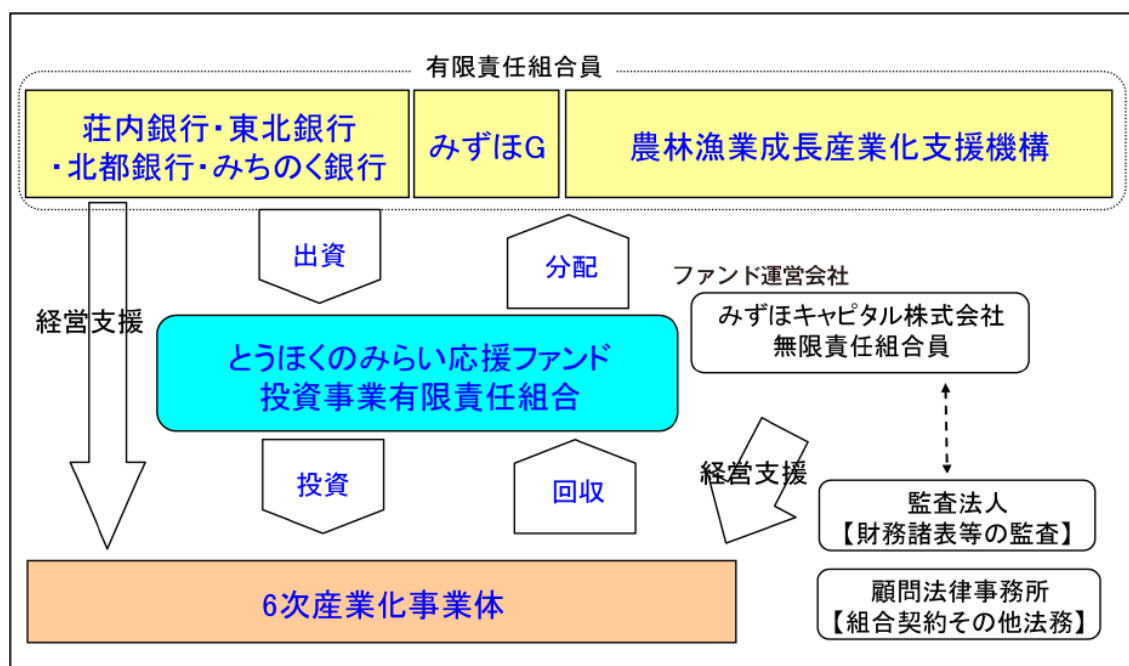 有限責任組合員
荘内銀行・東北銀行
・北都銀行・みちのく銀行
みずほG
農林漁業成長産業化支援機構
出資
分配
経営支援
ファンド運営会社
みずほキャピタル株式会社
無限責任組合員
とうほくのみらい応援ファンド
投資事業有限責任組合
投資
回収
経営支援
監査法人
【財務諸表等の監査】
6次産業化事業体
顧問法律事務所
【組合契約その他法務】